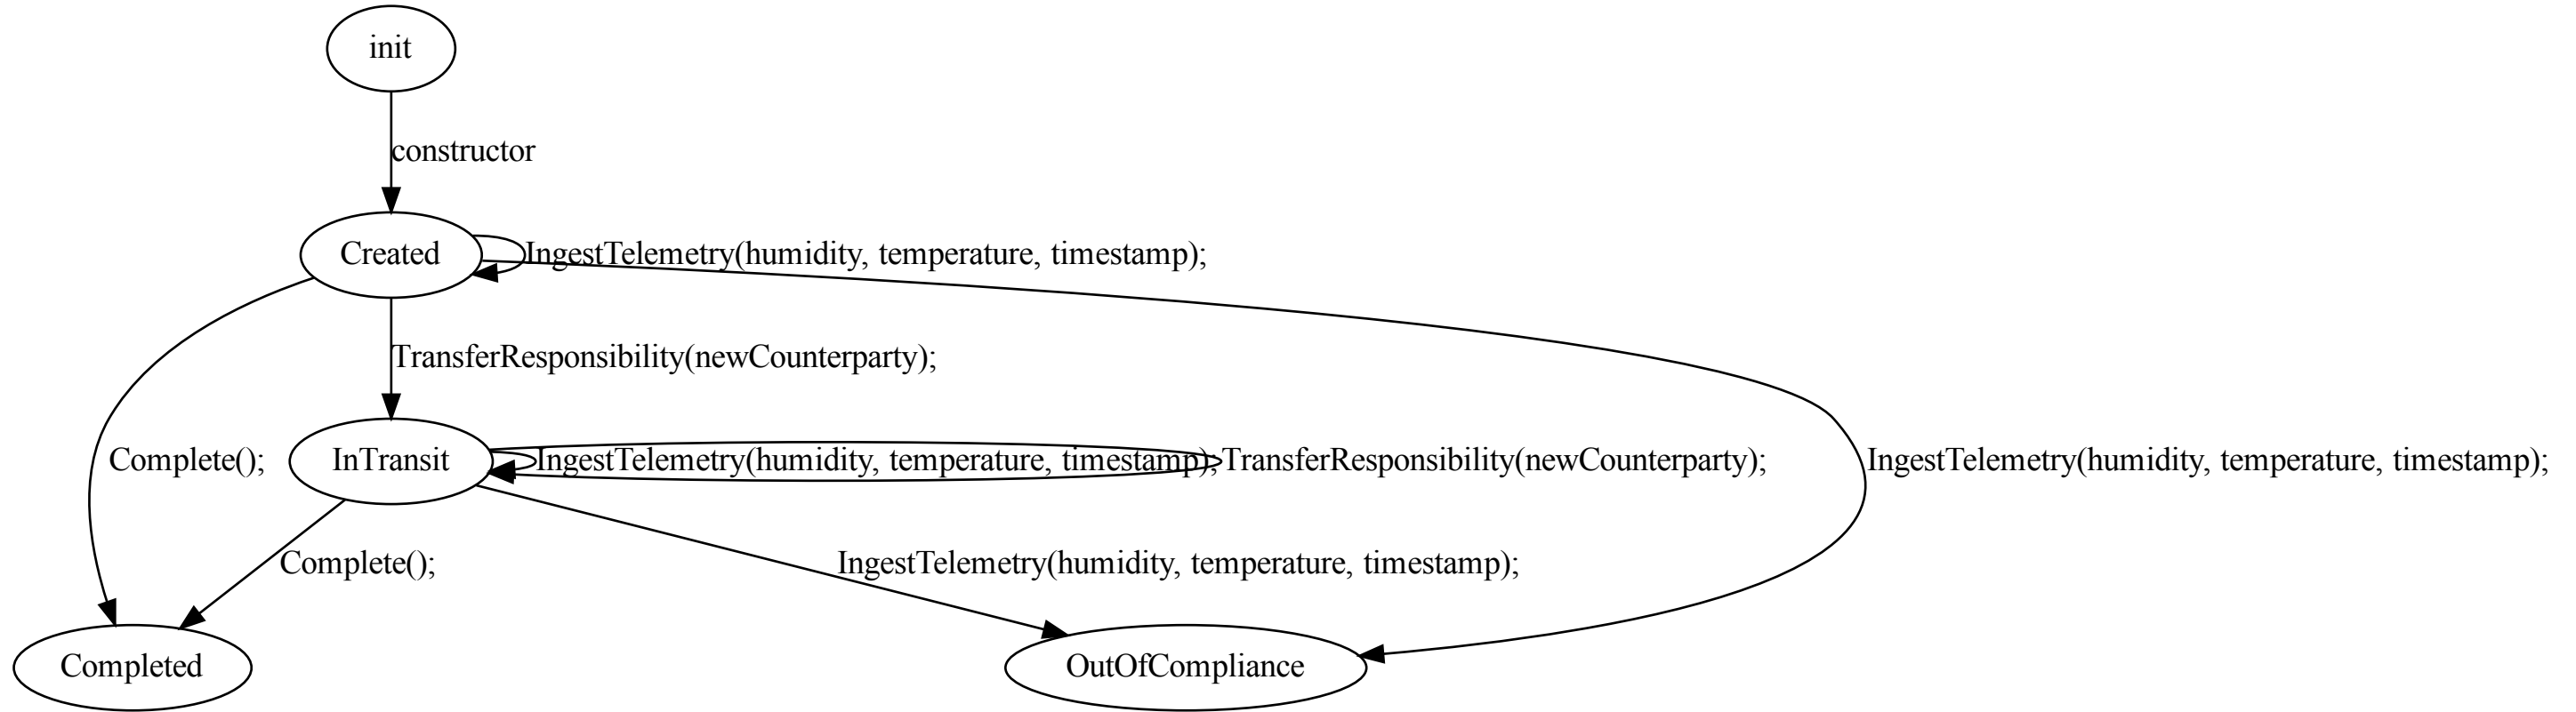 init
constructor
Created
IngestTelemetry(humidity, temperature, timestamp);
TransferResponsibility(newCounterparty);
Complete();
InTransit
IngestTelemetry(humidity, temperature, timestamp);
TransferResponsibility(newCounterparty);
IngestTelemetry(humidity, temperature, timestamp);
Complete();
IngestTelemetry(humidity, temperature, timestamp);
Completed
OutOfCompliance